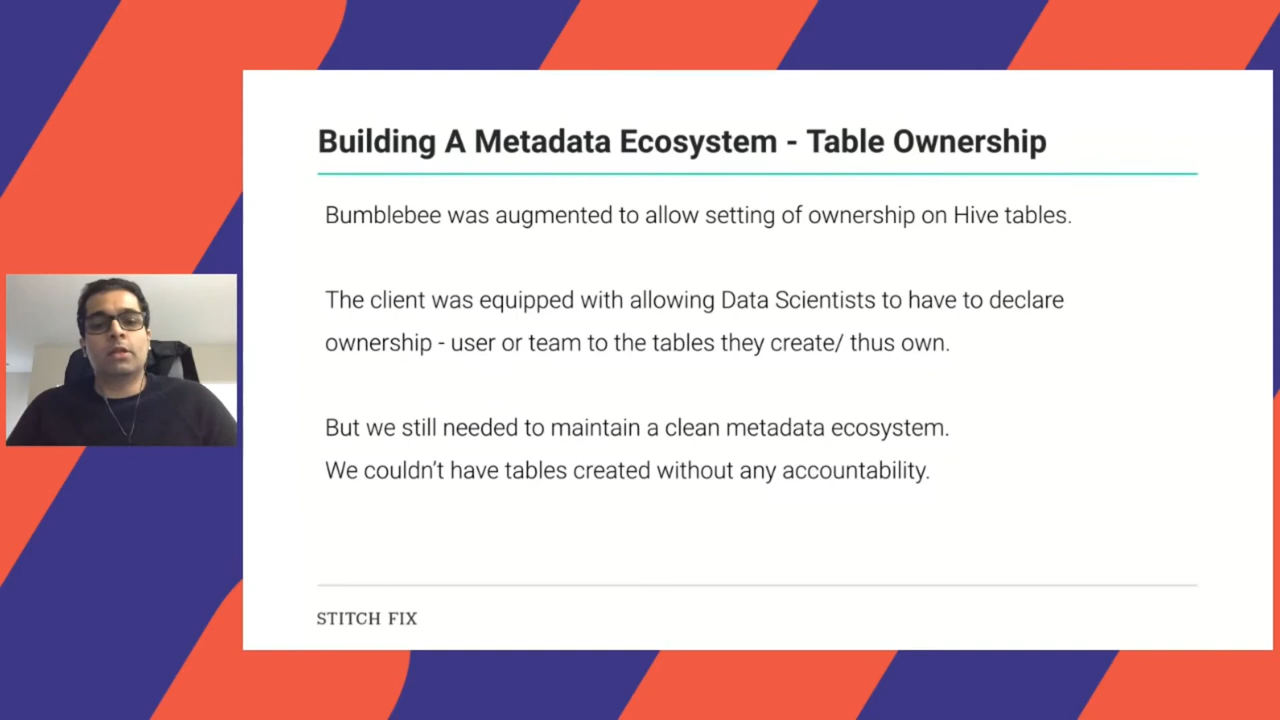 Building A Metadata Ecosystem - Table Ownership
Bumblebee was augmented to allow setting of ownership on Hive tables.
The client was equipped with allowing Data Scientists to have to declare
ownership - user or team to the tables they create/ thus own.
But we still needed to maintain a clean metadata ecosystem.
We couldn’t have tables created without any accountability.
STITCH FIX